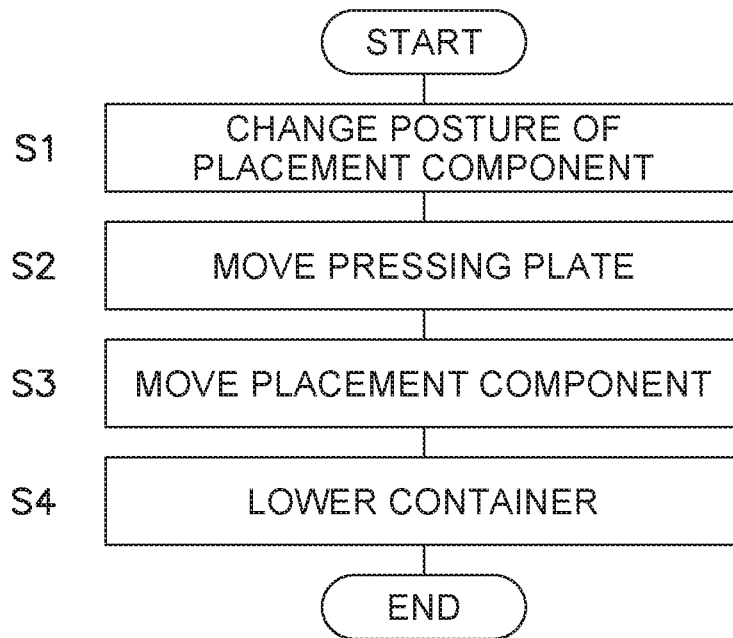 START
S1
CHANGE POSTURE OF
PLACEMENT COMPONENT
S2
MOVE PRESSING PLATE
S3
MOVE PLACEMENT COMPONENT
S4
LOWER CONTAINER
END